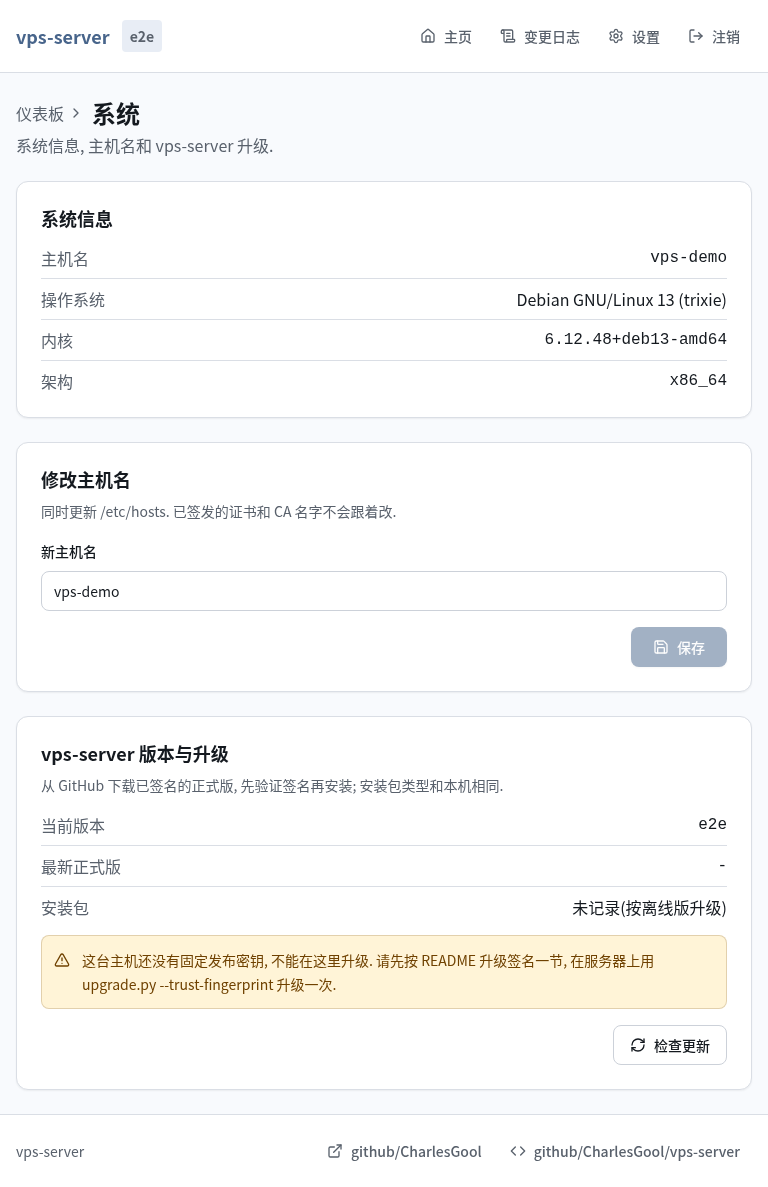 vps-server e2e 主页 变更日志 设置 注销
仪表板 系统
系统信息, 主机名和 vps-server 升级.
系统信息
主机名 vps-demo
操作系统 Debian GNU/Linux 13 (trixie)
内核 6.12.48+deb13-amd64
架构 x86_64
修改主机名
同时更新 /etc/hosts. 已签发的证书和 CA 名字不会跟着改.
新主机名
vps-demo
保存
vps-server 版本与升级
从 GitHub 下载已签名的正式版, 先验证签名再安装; 安装包类型和本机相同.
当前版本 e2e
最新正式版 -
安装包 未记录(按离线版升级)
这台主机还没有固定发布密钥, 不能在这里升级. 请先按 README 升级签名一节, 在服务器上用
upgrade.py --trust-fingerprint 升级一次.
检查更新
vps-server github/CharlesGool github/CharlesGool/vps-server